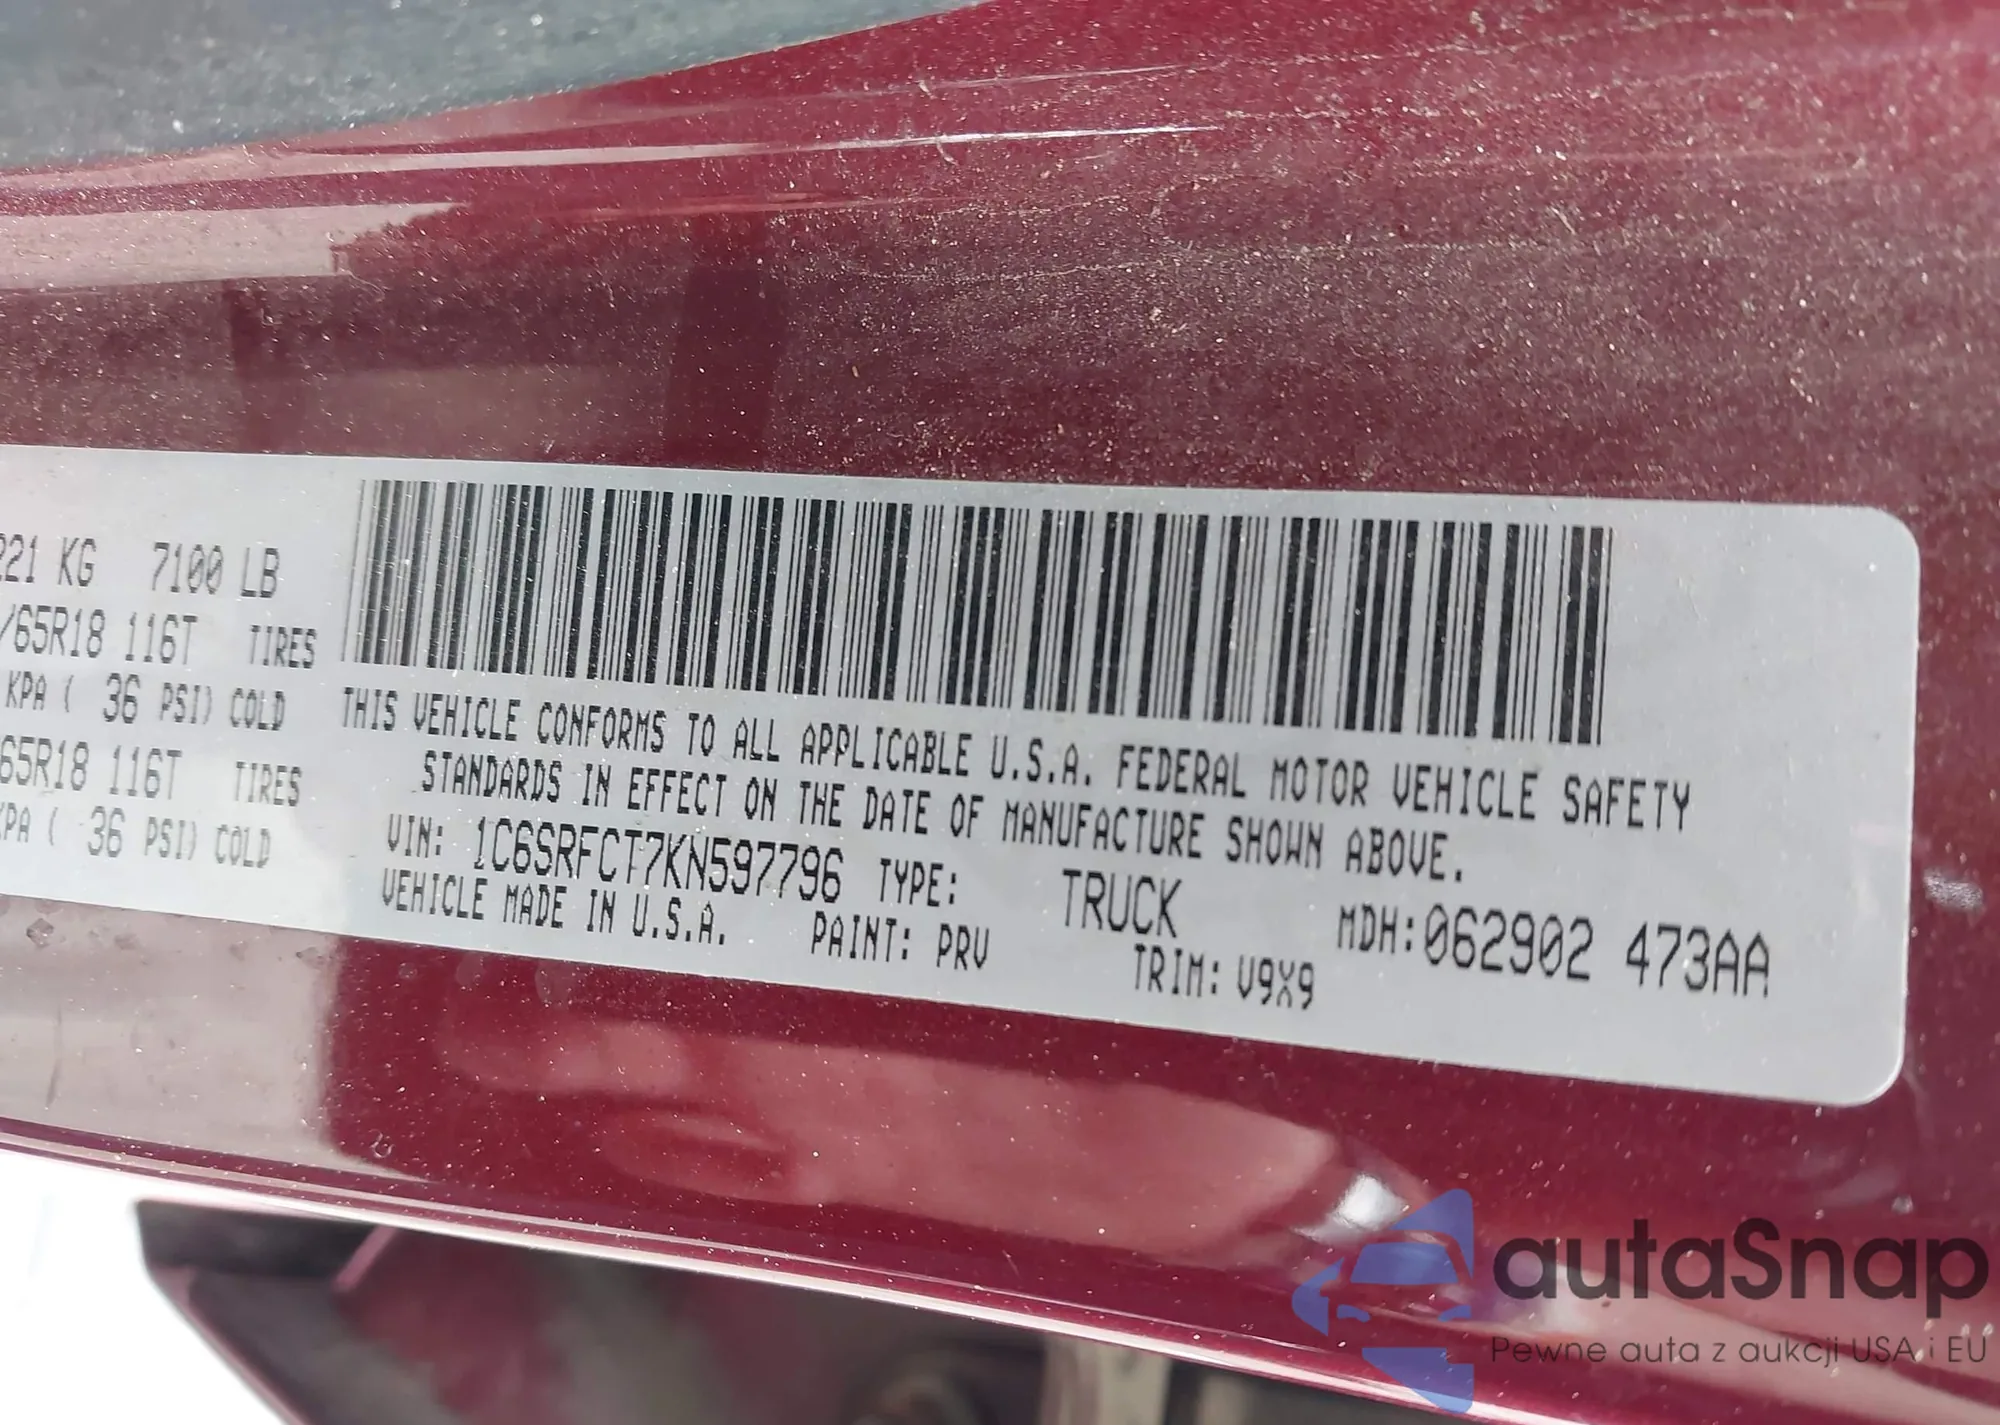 221 KG 7100 LB
/65R18 116T TIRES
KPA ( 36 PSI) COLD
65R18 116T TIRES
KPA ( 36 PSI) COLD
THIS VEHICLE CONFORMS TO ALL APPLICABLE U.S.A. FEDERAL MOTOR VEHICLE SAFETY
STANDARDS IN EFFECT ON THE DATE OF MANUFACTURE SHOWN ABOVE.
VIN: 1C6SRFCT7KN597796 TYPE: TRUCK MDH:062902 473AA
VEHICLE MADE IN U.S.A. PAINT: PRV TRIM: V9X9
autaSnap
Pewne auta z aukcji USA i EU